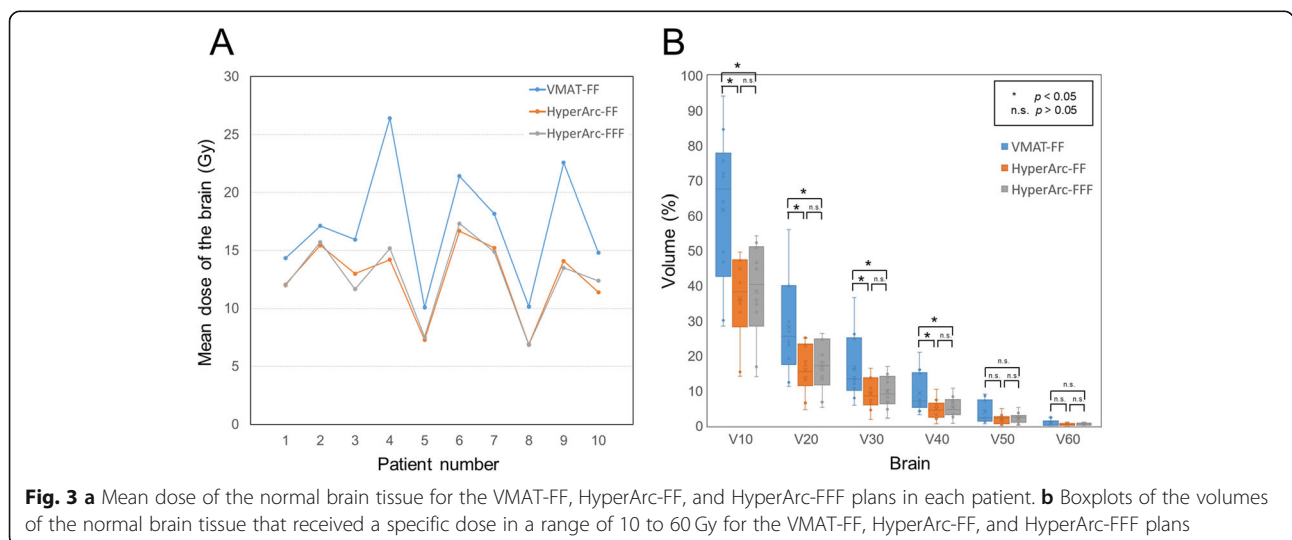 A
30
25
20
15
10
5
0
Mean dose of the brain (Gy)
VMAT-FF
HyperArc-FF
HyperArc-FFF
1 2 3 4 5 6 7 8 9 10
Patient number
B
100
90
80
70
60
50
40
30
20
10
0
Volume (%)
* p < 0.05
n.s. p > 0.05
VMAT-FF
HyperArc-FF
HyperArc-FFF
*
* n.s
*
* n.s.
*
* n.s.
*
* n.s.
n.s.
n.s. n.s.
n.s.
n.s. n.s.
V10 V20 V30 V40 V50 V60
Brain
Fig. 3 a Mean dose of the normal brain tissue for the VMAT-FF, HyperArc-FF, and HyperArc-FFF plans in each patient. b Boxplots of the volumes
of the normal brain tissue that received a specific dose in a range of 10 to 60 Gy for the VMAT-FF, HyperArc-FF, and HyperArc-FFF plans